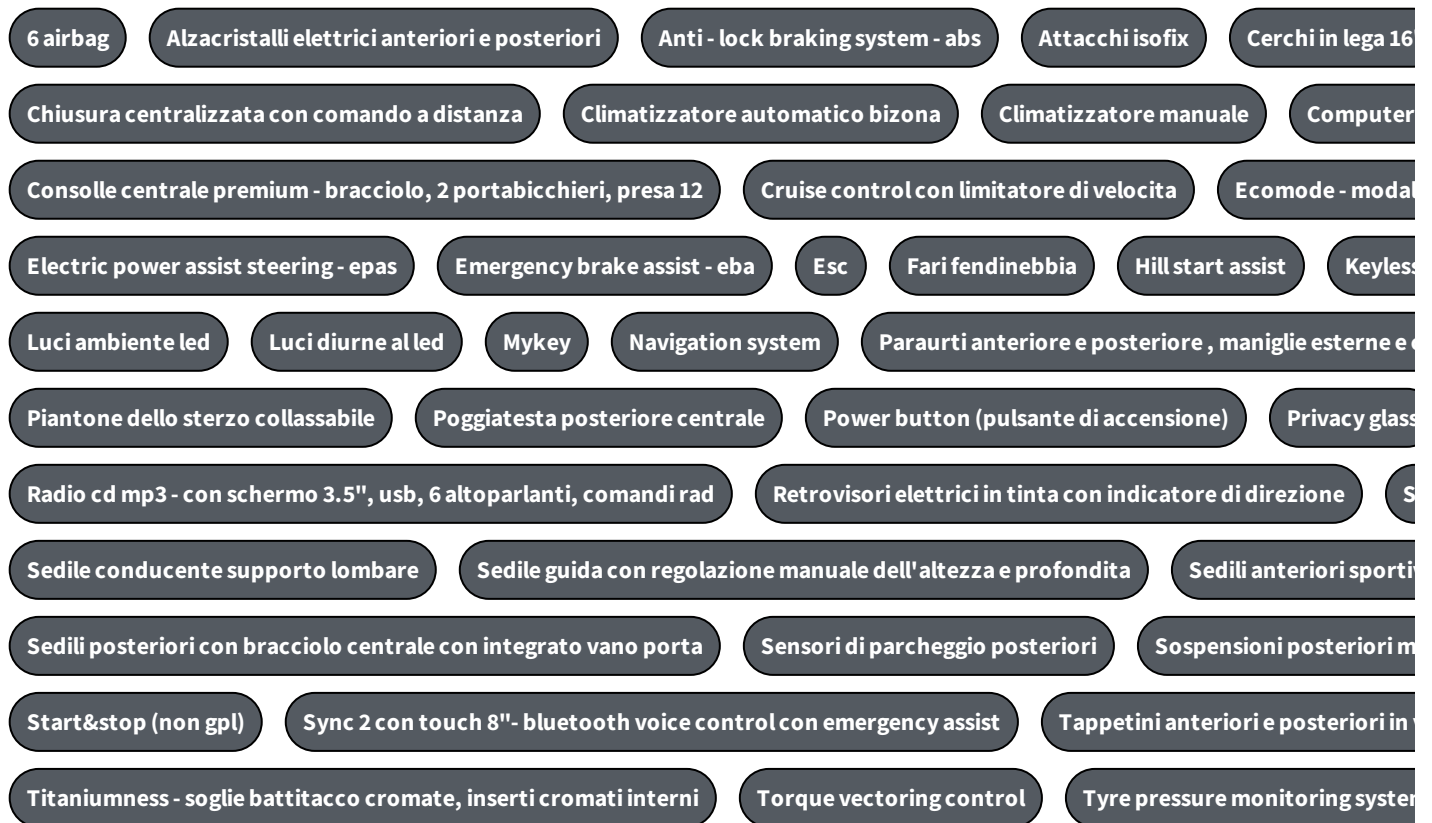 6 airbag Alzacristalli elettrici anteriori e posteriori Anti - lock braking system - abs Attacchi isofix Cerchi in lega 16"
Chiusura centralizzata con comando a distanza Climatizzatore automatico bizona Climatizzatore manuale Computer
Consolle centrale premium - bracciolo, 2 portabicchieri, presa 12 Cruise control con limitatore di velocita Ecomode - modal
Electric power assist steering - epas Emergency brake assist - eba Esc Fari fendinebbia Hill start assist Keyless
Luci ambiente led Luci diurne al led Mykey Navigation system Paraurti anteriore e posteriore , maniglie esterne e
Piantone dello sterzo collassabile Poggiatesta posteriore centrale Power button (pulsante di accensione) Privacy glass
Radio cd mp3 - con schermo 3.5", usb, 6 altoparlanti, comandi rad Retrovisori elettrici in tinta con indicatore di direzione S
Sedile conducente supporto lombare Sedile guida con regolazione manuale dell'altezza e profondita Sedili anteriori sportiv
Sedili posteriori con bracciolo centrale con integrato vano porta Sensori di parcheggio posteriori Sospensioni posteriori m
Start&stop (non gpl) Sync 2 con touch 8"- bluetooth voice control con emergency assist Tappetini anteriori e posteriori in
Titaniumness - soglie battitacco cromate, inserti cromati interni Torque vectoring control Tyre pressure monitoring system